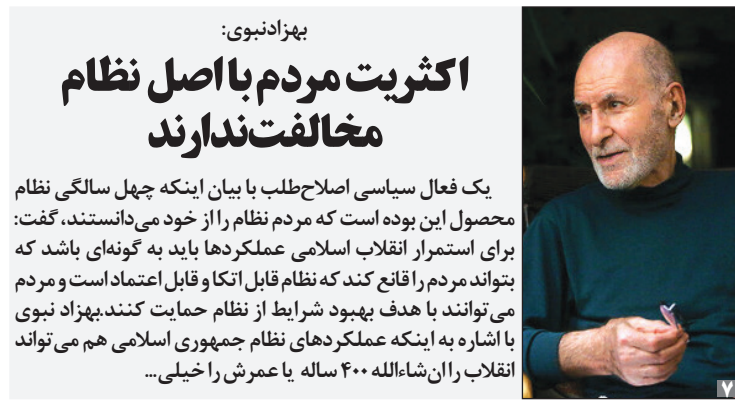 بهزادنبوی:
اکثریت مردم با اصل نظام
مخالفت‌ندارند
یک فعال سیاسی اصلاح‌طلب با بیان اینکه چهل سالگی نظام
محصول این بوده است که مردم نظام را از خود می‌دانستند، گفت:
برای استمرار انقلاب اسلامی عملکردها باید به گونه‌ای باشد که
بتواند مردم را قانع کند که نظام قابل اتکا و قابل اعتماد است و مردم
می‌توانند با هدف بهبود شرایط از نظام حمایت کنند.بهزاد نبوی
با اشاره به اینکه عملکردهای نظام جمهوری اسلامی هم می‌تواند
انقلاب را ان‌شاءالله ۴۰۰ ساله یا عمرش را خیلی...
۷